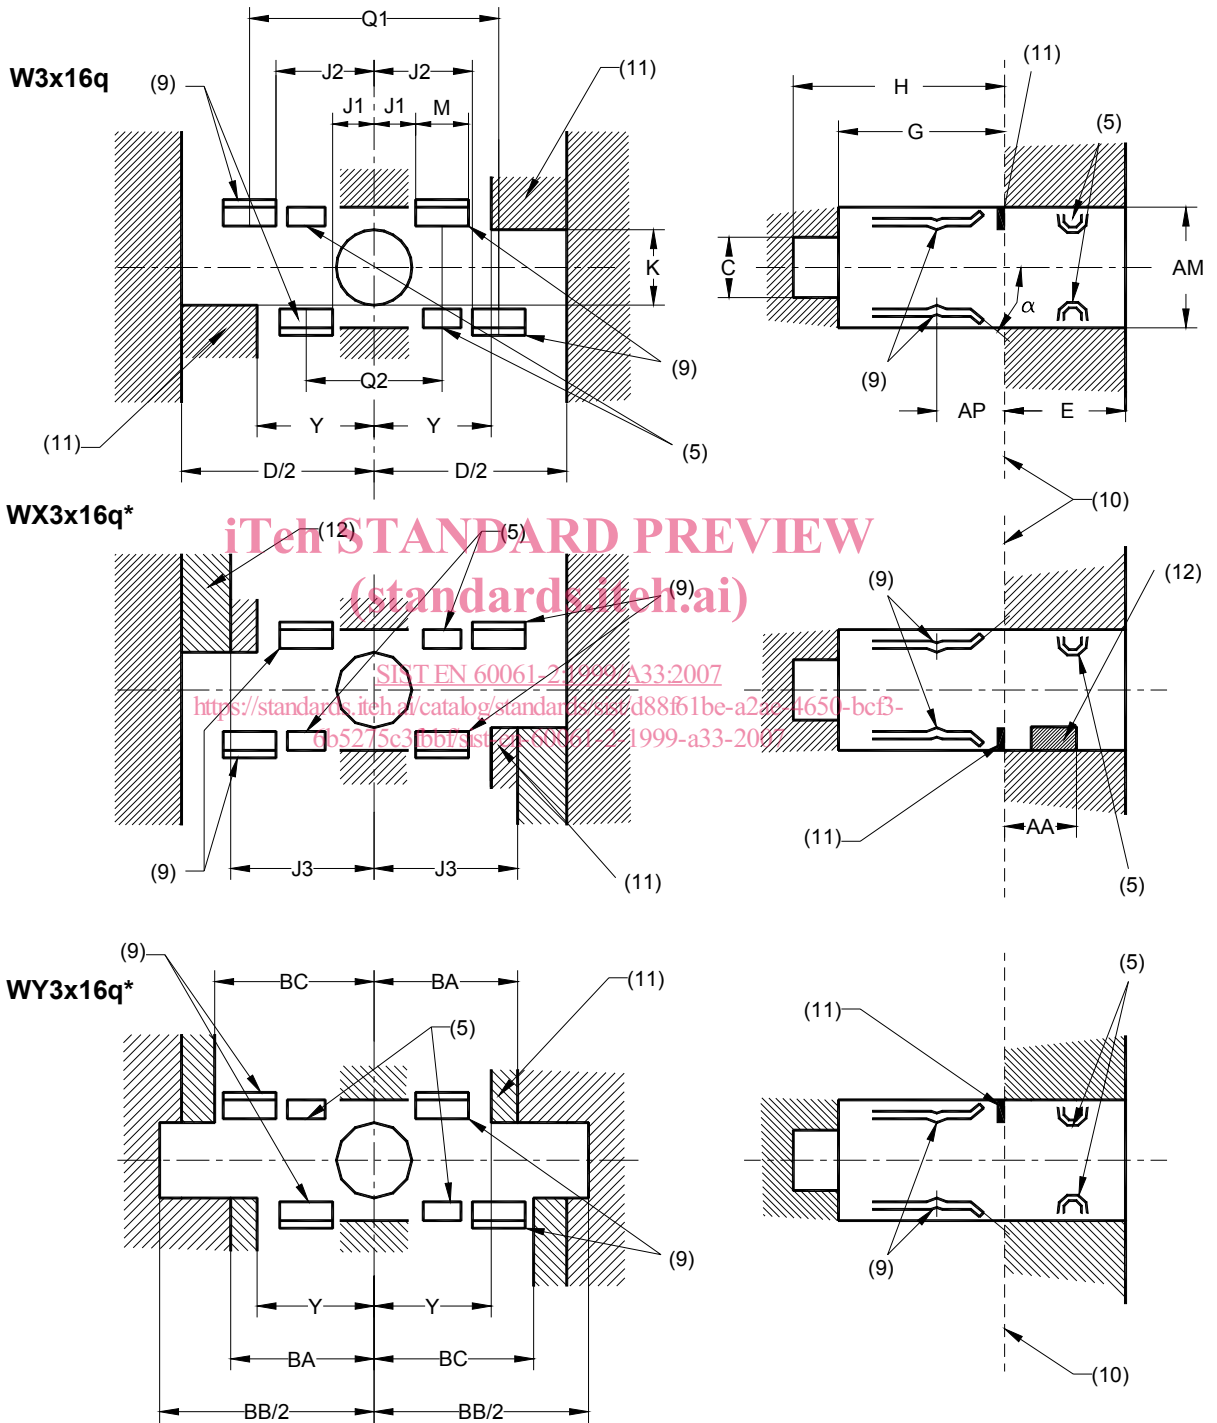 Q1
J2 J2
(11)
(11)
W3x16q
(9)
H
J1 J1 M
G
(5)
K
C
AM
α
(9)
(9)
Q2
AP
E
Y Y
(11)
(5)
D/2 D/2
(10)
WX3x16q*
iTeh STANDARD PREVIEW
(12)
(5)
(12)
(standards.iteh.ai)
(9)
(9)
SIST EN 60061-2:1999/A33:2007
https://standards.iteh.ai/catalog/standards/sist/d88f61be-a2ac-4650-bcf3-
6b5275c3fbbf/sist-en-60061-2-1999-a33-2007
AA
(11)
(9)
J3 J3
(11)
(5)
(9)
BC BA
(11)
(5)
WY3x16q*
(11)
(5)
(9)
(9)
Y Y
BA BC
(10)
BB/2 BB/2